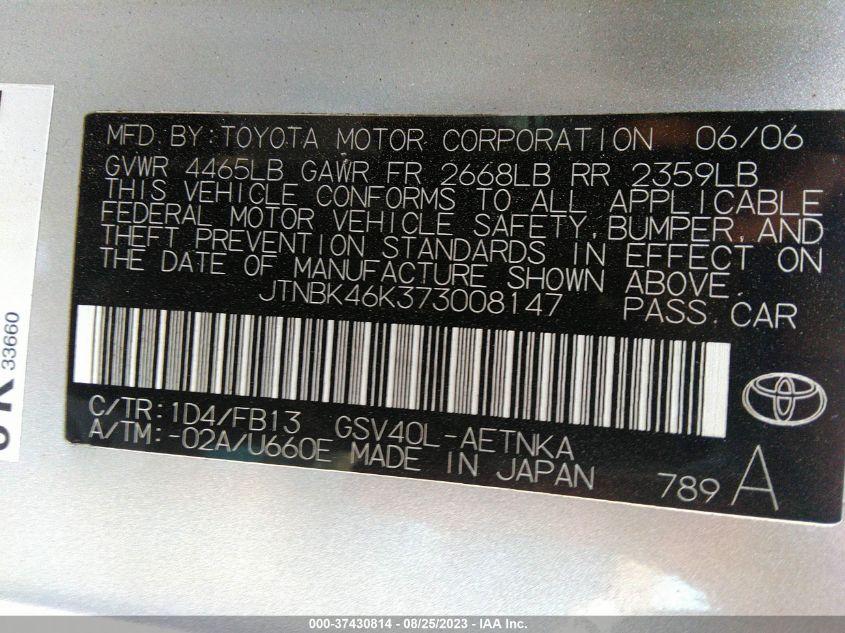 MFD. BY: TOYOTA MOTOR CORPORATION 06/06
GVWR 4465LB GAWR FR 2668LB RR 2359LB
THIS VEHICLE CONFORMS TO ALL APPLICABLE
FEDERAL MOTOR VEHICLE SAFETY, BUMPER, AND
THEFT PREVENTION STANDARDS IN EFFECT ON
THE DATE OF MANUFACTURE SHOWN ABOVE.
JTNBK46K373008147 PASS. CAR
C/TR: 1D4/FB13 GSV40L-AETNKA
A/TM: -02A/U660E MADE IN JAPAN
789 A
33660
000-37430814 - 08/25/2023 - IAA Inc.